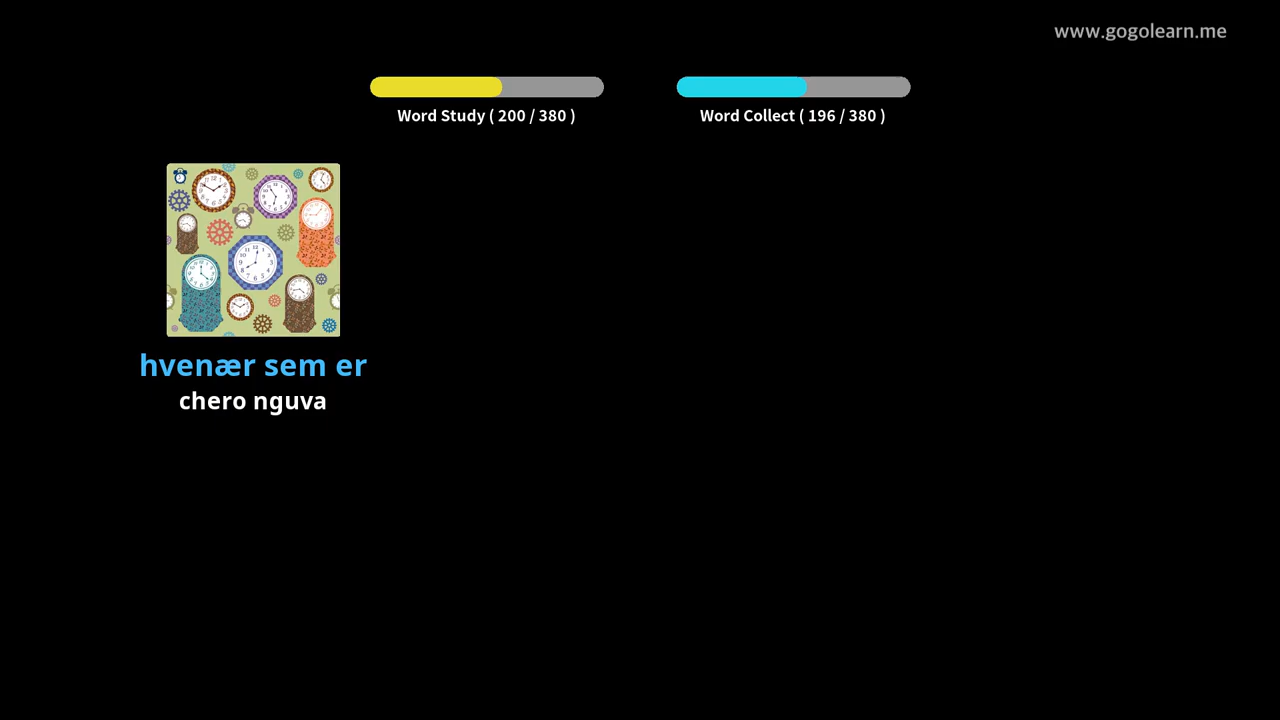 www.gogolearn.me
Word Study ( 200 / 380 )
Word Collect ( 196 / 380 )
hvenær sem er
chero nguva